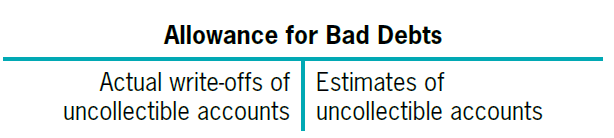 Allowance for Bad Debts
Actual write-offs of
uncollectible accounts
Estimates of
uncollectible accounts